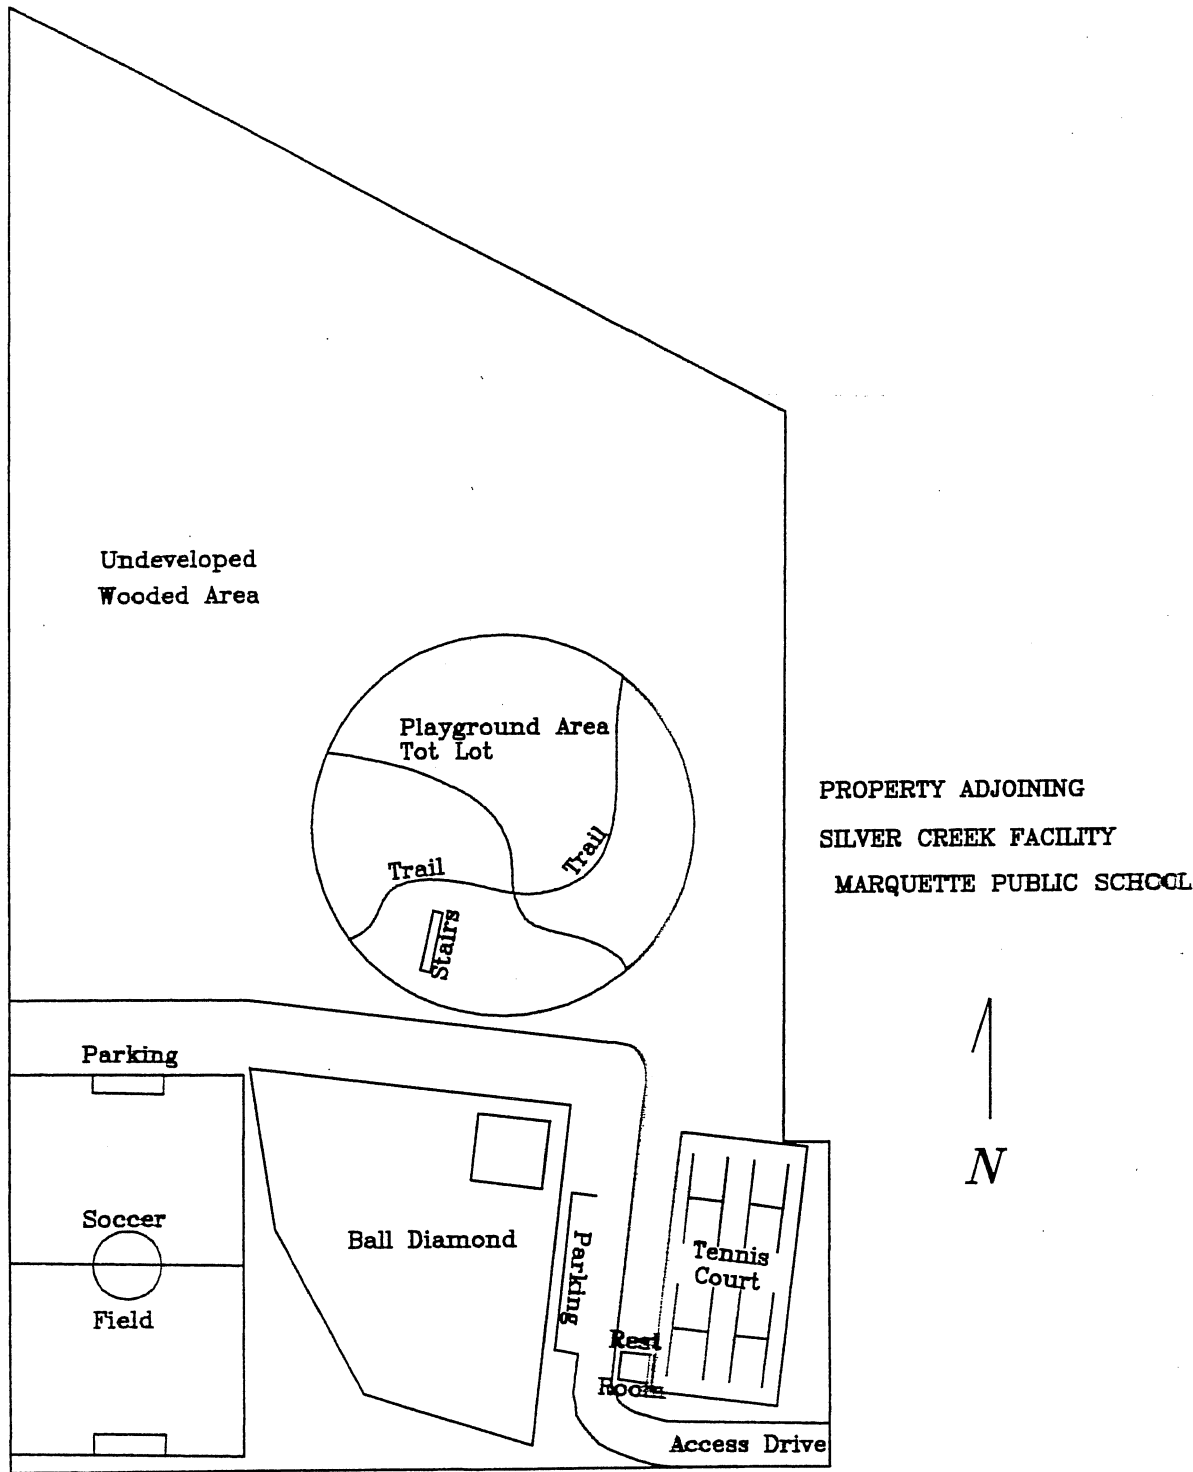 Undeveloped
Wooded Area
Playground Area
Tot Lot
Trail
Trail
Stairs
PROPERTY ADJOINING
SILVER CREEK FACILITY
MARQUETTE PUBLIC SCHOOL
N
Parking
Soccer
Field
Ball Diamond
Parking
Tennis
Court
Rest
Room
Access Drive